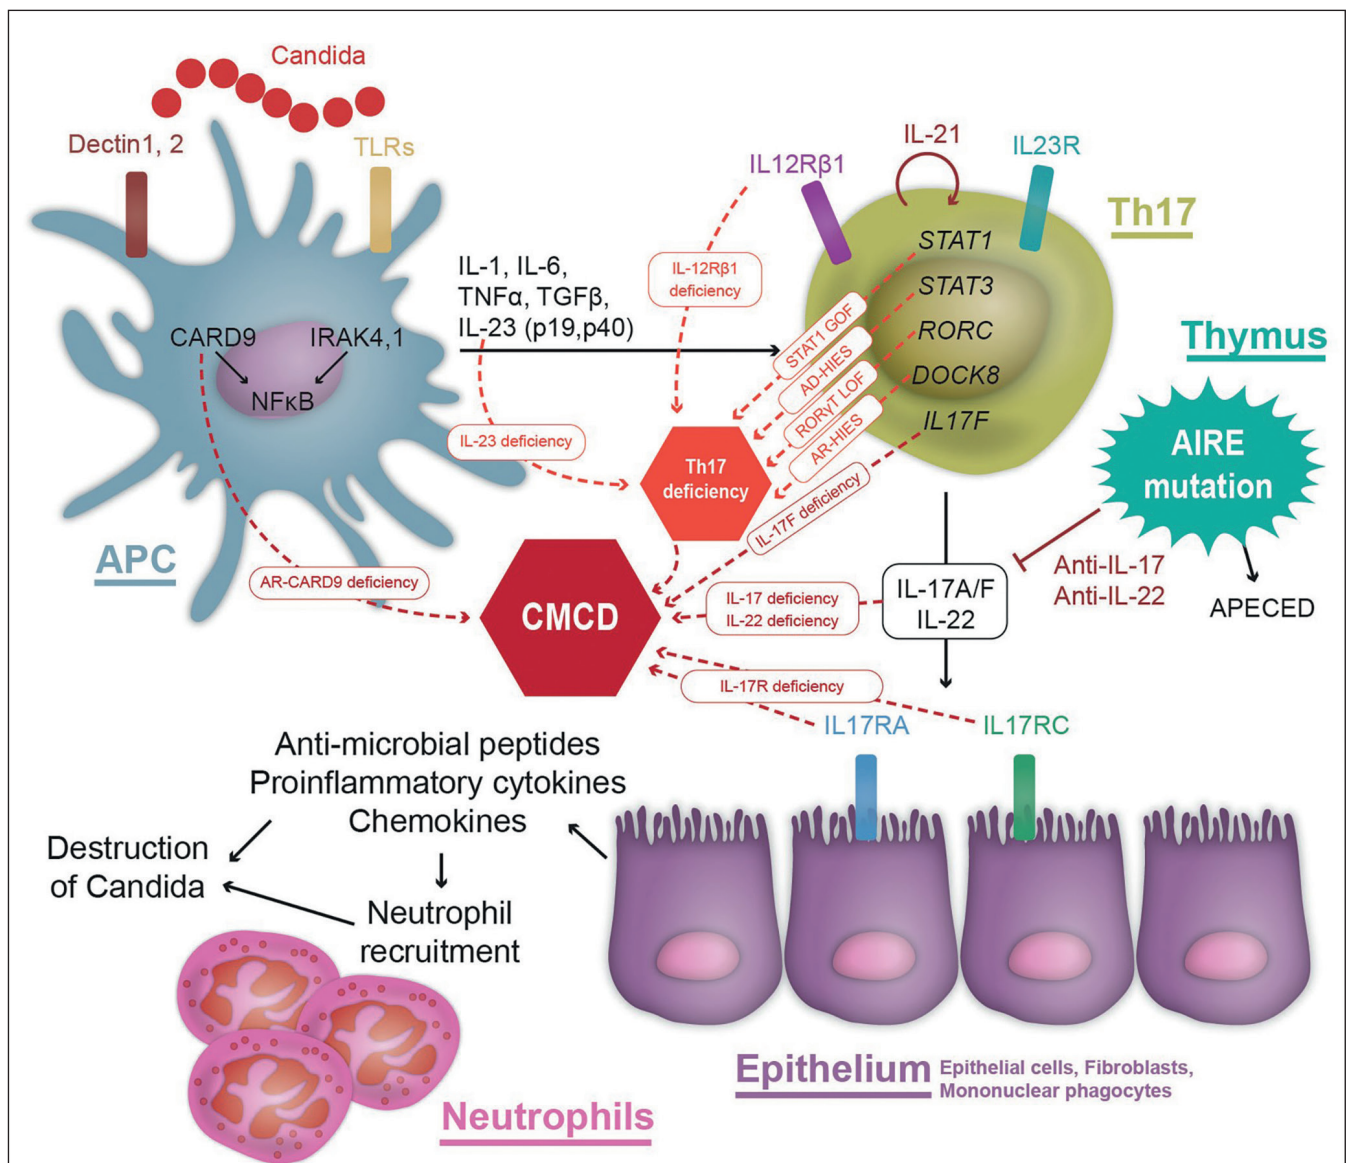 Candida
Dectin1, 2
TLRs
CARD9
IRAK4,1
NFκB
APC
IL-1, IL-6,
TNFα, TGFβ,
IL-23 (p19,p40)
IL12Rβ1
IL-21
IL23R
Th17
STAT1
STAT3
RORC
DOCK8
IL17F
IL-12Rβ1
deficiency
STAT1 GOF
AD-HIES
RORγT LOF
AR-HIES
IL-17F deficiency
IL-23 deficiency
Th17
deficiency
AR-CARD9 deficiency
CMCD
IL-17 deficiency
IL-22 deficiency
IL-17A/F
IL-22
Thymus
AIRE
mutation
Anti-IL-17
Anti-IL-22
APECED
IL-17R deficiency
IL17RA
IL17RC
Anti-microbial peptides
Proinflammatory cytokines
Chemokines
Destruction
of Candida
Neutrophil
recruitment
Neutrophils
Epithelium
Epithelial cells, Fibroblasts,
Mononuclear phagocytes